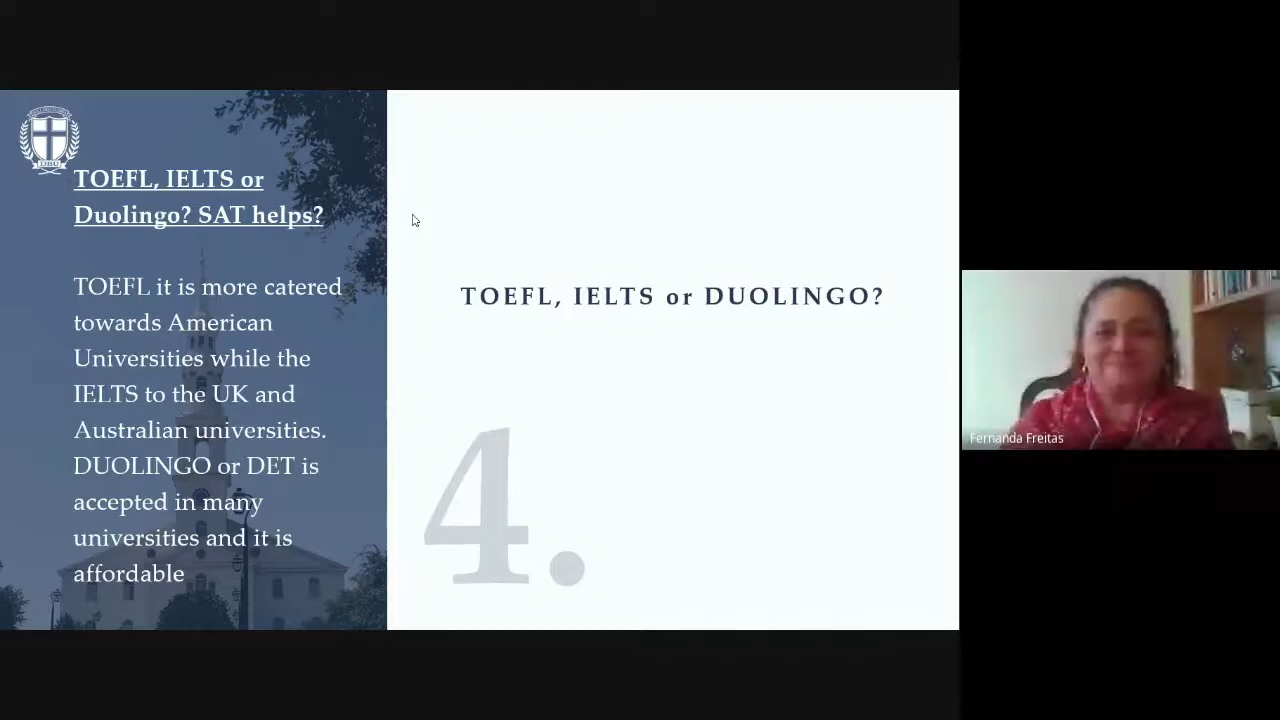 DBU
TOEFL, IELTS or
Duolingo? SAT helps?
TOEFL it is more catered
towards American
Universities while the
IELTS to the UK and
Australian universities.
DUOLINGO or DET is
accepted in many
universities and it is
affordable
TOEFL, IELTS or DUOLINGO?
4.
Fernanda Freitas